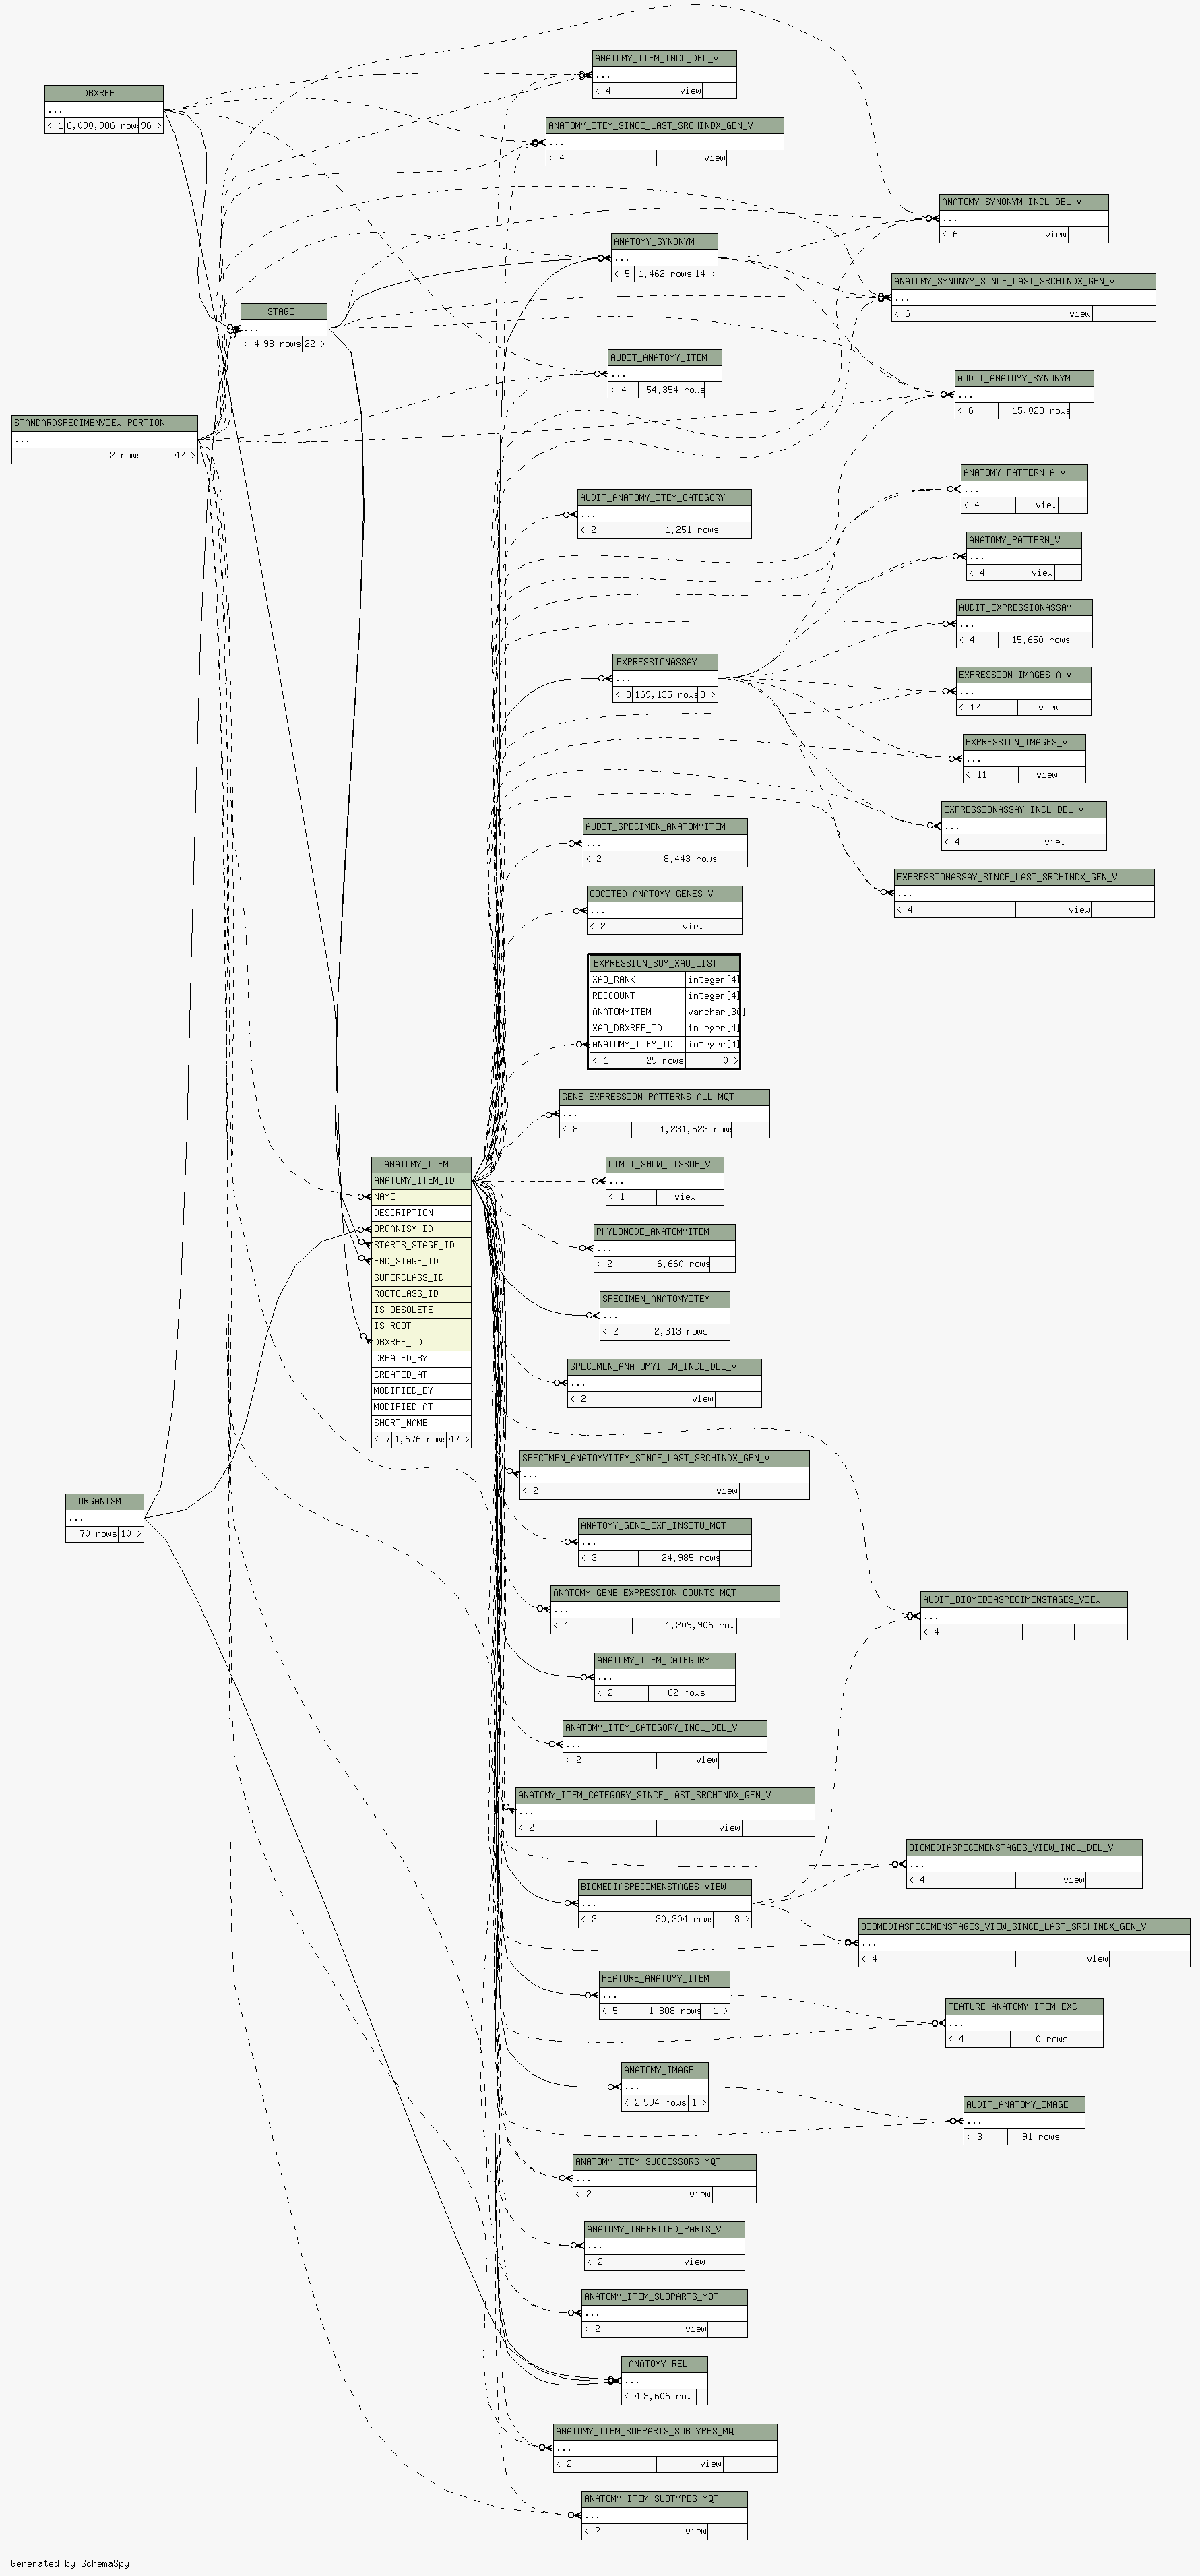 DBXREF
...
< 1 6,090,986 rows 96 >
ANATOMY_ITEM_INCL_DEL_V
...
< 4 view
ANATOMY_ITEM_SINCE_LAST_SRCHINDX_GEN_V
...
< 4 view
ANATOMY_SYNONYM_INCL_DEL_V
...
< 6 view
ANATOMY_SYNONYM
...
< 5 1,462 rows 14 >
ANATOMY_SYNONYM_SINCE_LAST_SRCHINDX_GEN_V
...
< 6 view
STAGE
...
< 4 98 rows 22 >
AUDIT_ANATOMY_ITEM
...
< 4 54,354 rows
AUDIT_ANATOMY_SYNONYM
...
< 6 15,028 rows
STANDARDSPECIMENVIEW_PORTION
...
2 rows 42 >
ANATOMY_PATTERN_A_V
...
< 4 view
AUDIT_ANATOMY_ITEM_CATEGORY
...
< 2 1,251 rows
ANATOMY_PATTERN_V
...
< 4 view
AUDIT_EXPRESSIONASSAY
...
< 4 15,650 rows
EXPRESSIONASSAY
...
< 3 169,135 rows 8 >
EXPRESSION_IMAGES_A_V
...
< 12 view
EXPRESSION_IMAGES_V
...
< 11 view
EXPRESSIONASSAY_INCL_DEL_V
...
< 4 view
AUDIT_SPECIMEN_ANATOMYITEM
...
< 2 8,443 rows
EXPRESSIONASSAY_SINCE_LAST_SRCHINDX_GEN_V
...
< 4 view
COCITED_ANATOMY_GENES_V
...
< 2 view
EXPRESSION_SUM_XAO_LIST
XAO_RANK integer[4]
RECCOUNT integer[4]
ANATOMYITEM varchar[30]
XAO_DBXREF_ID integer[4]
ANATOMY_ITEM_ID integer[4]
< 1 29 rows 0 >
GENE_EXPRESSION_PATTERNS_ALL_MQT
...
< 8 1,231,522 rows
LIMIT_SHOW_TISSUE_V
...
< 1 view
ANATOMY_ITEM
ANATOMY_ITEM_ID
NAME
DESCRIPTION
ORGANISM_ID
STARTS_STAGE_ID
END_STAGE_ID
SUPERCLASS_ID
ROOTCLASS_ID
IS_OBSOLETE
IS_ROOT
DBXREF_ID
CREATED_BY
CREATED_AT
MODIFIED_BY
MODIFIED_AT
SHORT_NAME
< 7 1,676 rows 47 >
PHYLONODE_ANATOMYITEM
...
< 2 6,660 rows
SPECIMEN_ANATOMYITEM
...
< 2 2,313 rows
SPECIMEN_ANATOMYITEM_INCL_DEL_V
...
< 2 view
SPECIMEN_ANATOMYITEM_SINCE_LAST_SRCHINDX_GEN_V
...
< 2 view
ORGANISM
...
70 rows 10 >
ANATOMY_GENE_EXP_INSITU_MQT
...
< 3 24,985 rows
ANATOMY_GENE_EXPRESSION_COUNTS_MQT
...
< 1 1,209,906 rows
AUDIT_BIOMEDIASPECIMENSTAGES_VIEW
...
< 4
ANATOMY_ITEM_CATEGORY
...
< 2 62 rows
ANATOMY_ITEM_CATEGORY_INCL_DEL_V
...
< 2 view
ANATOMY_ITEM_CATEGORY_SINCE_LAST_SRCHINDX_GEN_V
...
< 2 view
BIOMEDIASPECIMENSTAGES_VIEW_INCL_DEL_V
...
< 4 view
BIOMEDIASPECIMENSTAGES_VIEW
...
< 3 20,304 rows 3 >
BIOMEDIASPECIMENSTAGES_VIEW_SINCE_LAST_SRCHINDX_GEN_V
...
< 4 view
FEATURE_ANATOMY_ITEM
...
< 5 1,808 rows 1 >
FEATURE_ANATOMY_ITEM_EXC
...
< 4 0 rows
ANATOMY_IMAGE
...
< 2 994 rows 1 >
AUDIT_ANATOMY_IMAGE
...
< 3 91 rows
ANATOMY_ITEM_SUCCESSORS_MQT
...
< 2 view
ANATOMY_INHERITED_PARTS_V
...
< 2 view
ANATOMY_ITEM_SUBPARTS_MQT
...
< 2 view
ANATOMY_REL
...
< 4 3,606 rows
ANATOMY_ITEM_SUBPARTS_SUBTYPES_MQT
...
< 2 view
ANATOMY_ITEM_SUBTYPES_MQT
...
< 2 view
Generated by SchemaSpy